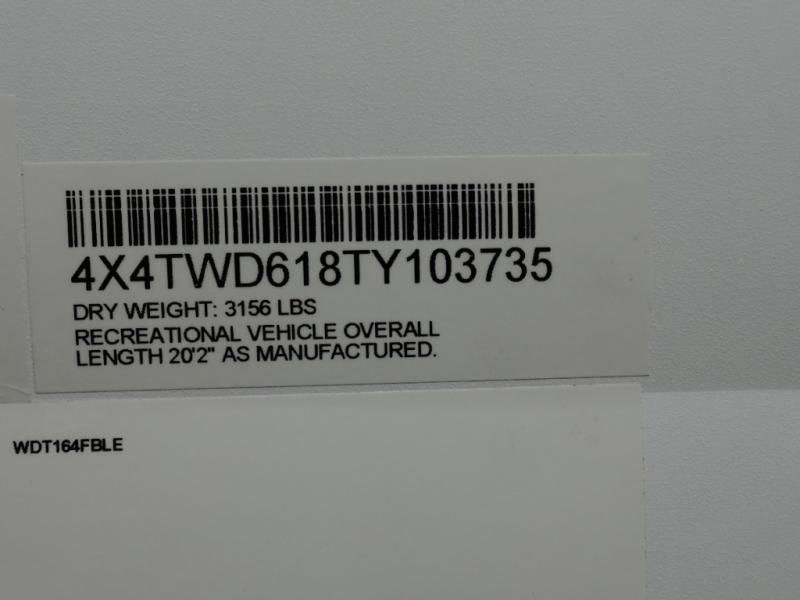 4X4TWD618TY103735
DRY WEIGHT: 3156 LBS
RECREATIONAL VEHICLE OVERALL
LENGTH 20'2" AS MANUFACTURED.
WDT164FBLE